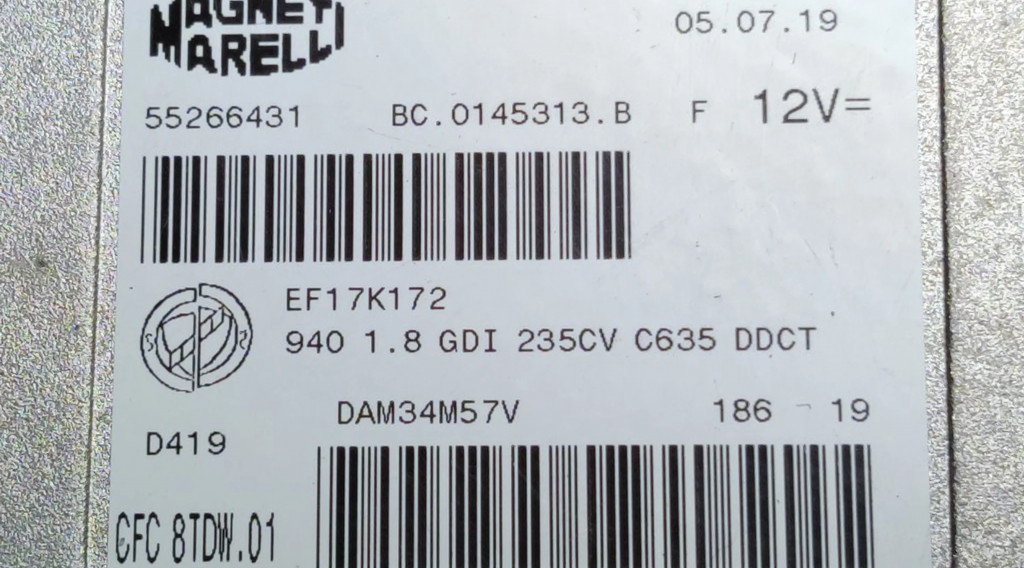 MAGNETI
MARELLI
05.07.19
55266431 BC.0145313.B F 12V=
EF17K172
940 1.8 GDI 235CV C635 DDCT
DAM34M57V 186 - 19
D419
CFC 8TDW.01